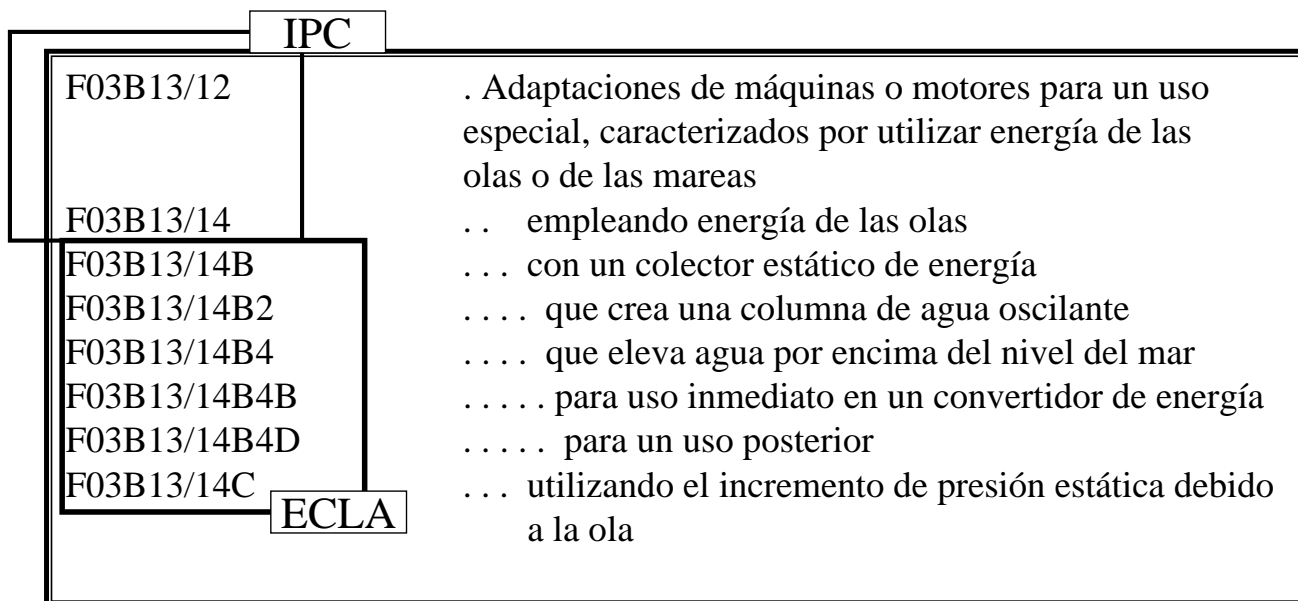 IPC
F03B13/12 . Adaptaciones de máquinas o motores para un uso
especial, caracterizados por utilizar energía de las
olas o de las mareas
F03B13/14 . . empleando energía de las olas
F03B13/14B . . . con un colector estático de energía
F03B13/14B2 . . . . que crea una columna de agua oscilante
F03B13/14B4 . . . . que eleva agua por encima del nivel del mar
F03B13/14B4B . . . . . para uso inmediato en un convertidor de energía
F03B13/14B4D . . . . . para un uso posterior
F03B13/14C . . . utilizando el incremento de presión estática debido
ECLA
a la ola